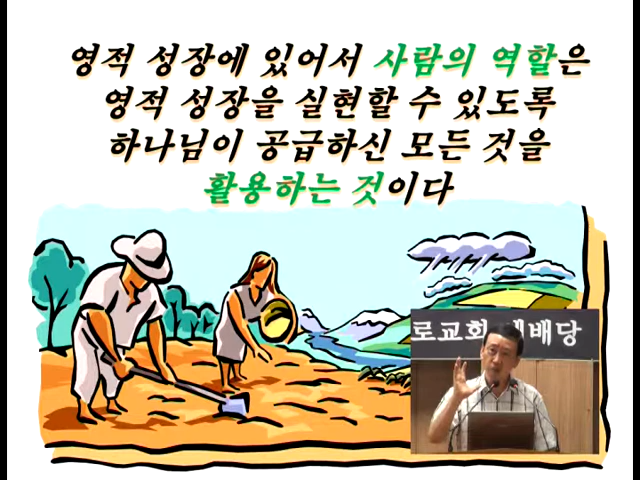 영적 성장에 있어서 사람의 역할은
영적 성장을 실현할 수 있도록
하나님이 공급하신 모든 것을
활용하는 것이다
로교회 예배당